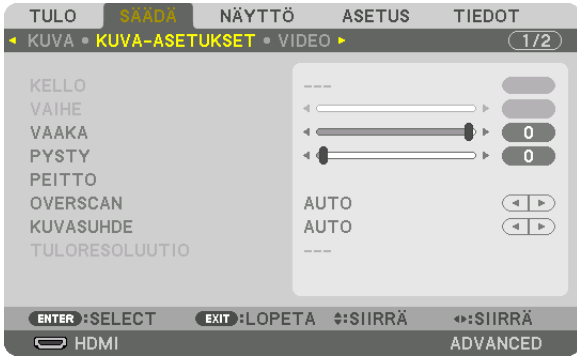 TULO SÄÄDÄ NÄYTTÖ ASETUS TIEDOT
KUVA • KUVA-ASETUKSET • VIDEO 1/2
KELLO ---
VAIHE
VAAKA 0
PYSTY 0
PEITTO
OVERSCAN AUTO
KUVASUHDE AUTO
TULORESOLUUTIO ---
ENTER :SELECT EXIT :LOPETA :SIIRRÄ :SIIRRÄ
HDMI ADVANCED